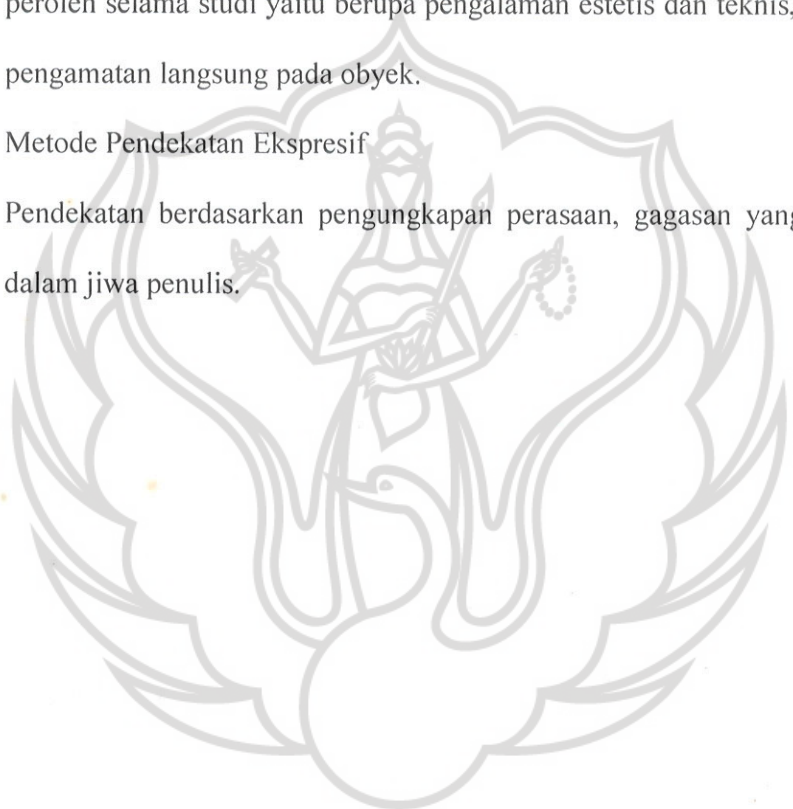 peroleh selama studi yaitu berupa pengalaman estetis dan teknis,
pengamatan langsung pada obyek.
Metode Pendekatan Ekspresif
Pendekatan berdasarkan pengungkapan perasaan, gagasan yang
dalam jiwa penulis.